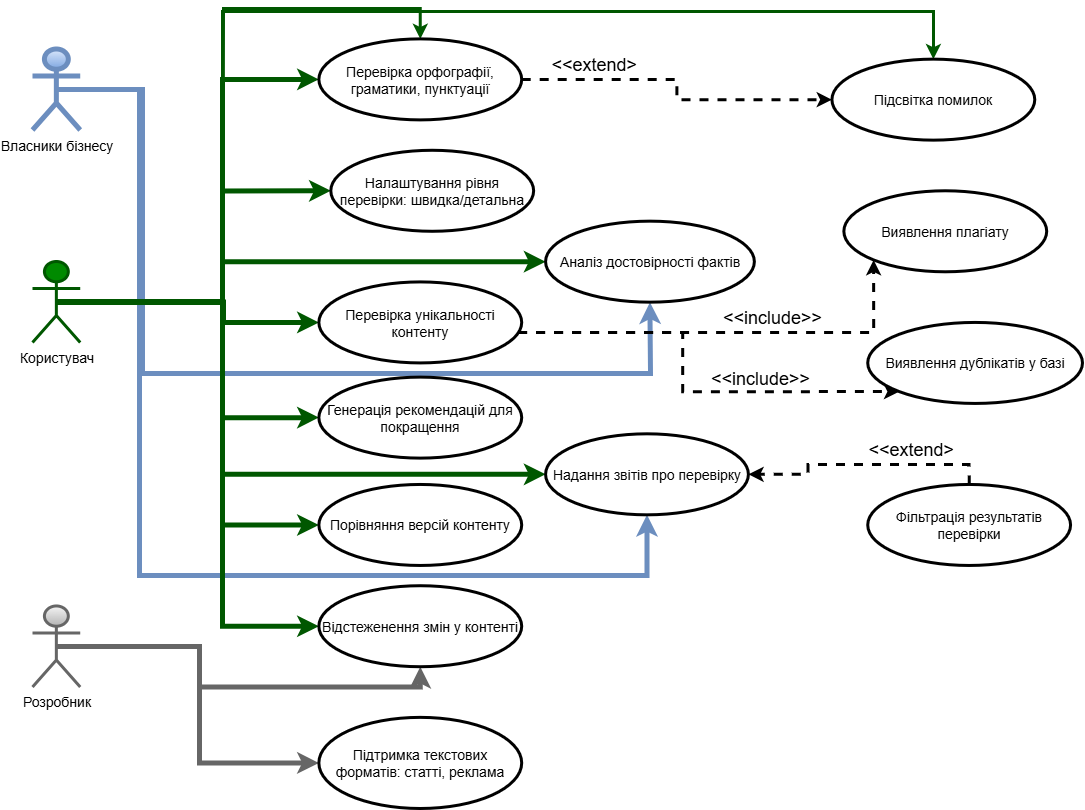 Перевірка орфографії,
граматики, пунктуації
<<extend>>
Підсвітка помилок
Власники бізнесу
Налаштування рівня
перевірки: швидка/детальна
Виявлення плагіату
Аналіз достовірності фактів
Користувач
Перевірка унікальності
контенту
<<include>>
Виявлення дублікатів у базі
<<include>>
Генерація рекомендацій для
покращення
<<extend>>
Надання звітів про перевірку
Порівняння версій контенту
Фільтрація результатів
перевірки
Відстеженення змін у контенті
Розробник
Підтримка текстових
форматів: статті, реклама